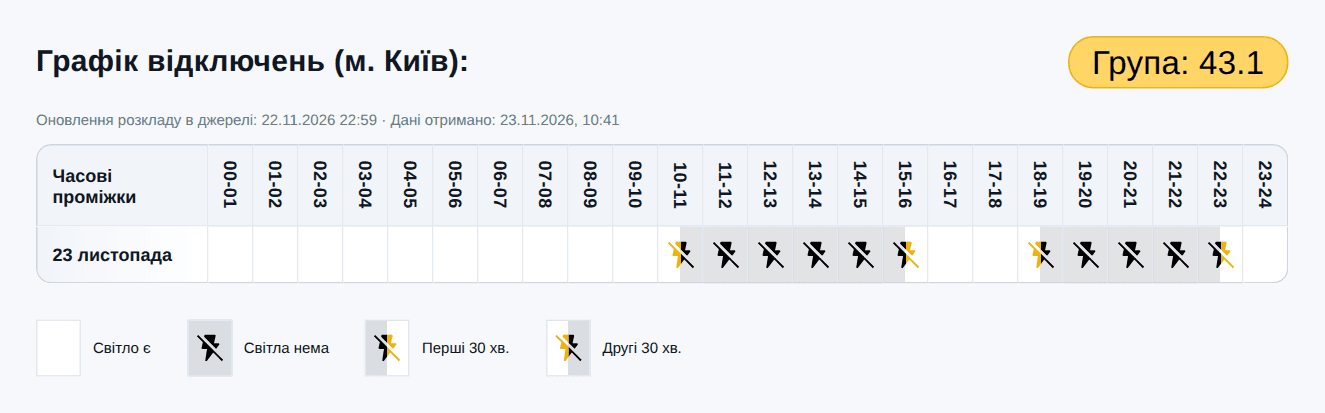 Графік відключень (м. Київ):
Група: 43.1
Оновлення розкладу в джерелі: 22.11.2026 22:59 · Дані отримано: 23.11.2026, 10:41
Часові
проміжки
00-01
01-02
02-03
03-04
04-05
05-06
06-07
07-08
08-09
09-10
10-11
11-12
12-13
13-14
14-15
15-16
16-17
17-18
18-19
19-20
20-21
21-22
22-23
23-24
23 листопада
Світло є
Світла нема
Перші 30 хв.
Другі 30 хв.